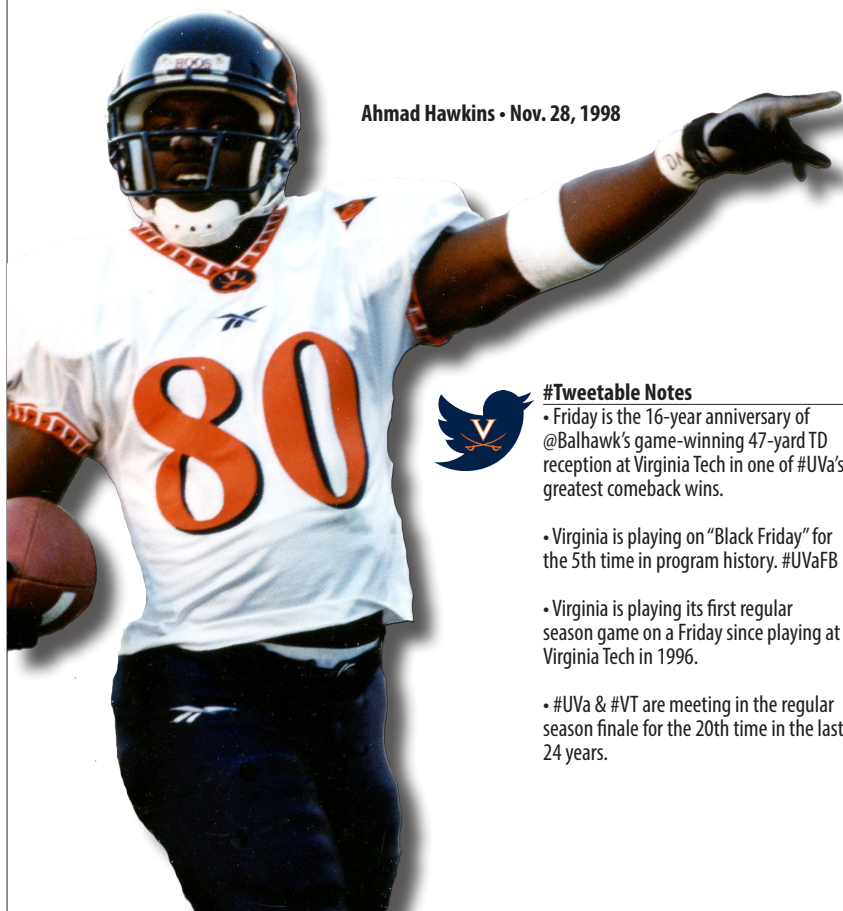 HOOS
Ahmad Hawkins • Nov. 28, 1998
80
#Tweetable Notes
• Friday is the 16-year anniversary of
@Balhawk’s game-winning 47-yard TD
reception at Virginia Tech in one of #UVa’s
greatest comeback wins.
• Virginia is playing on “Black Friday” for
the 5th time in program history. #UVaFB
• Virginia is playing its first regular
season game on a Friday since playing at
Virginia Tech in 1996.
• #UVa & #VT are meeting in the regular
season finale for the 20th time in the last
24 years.